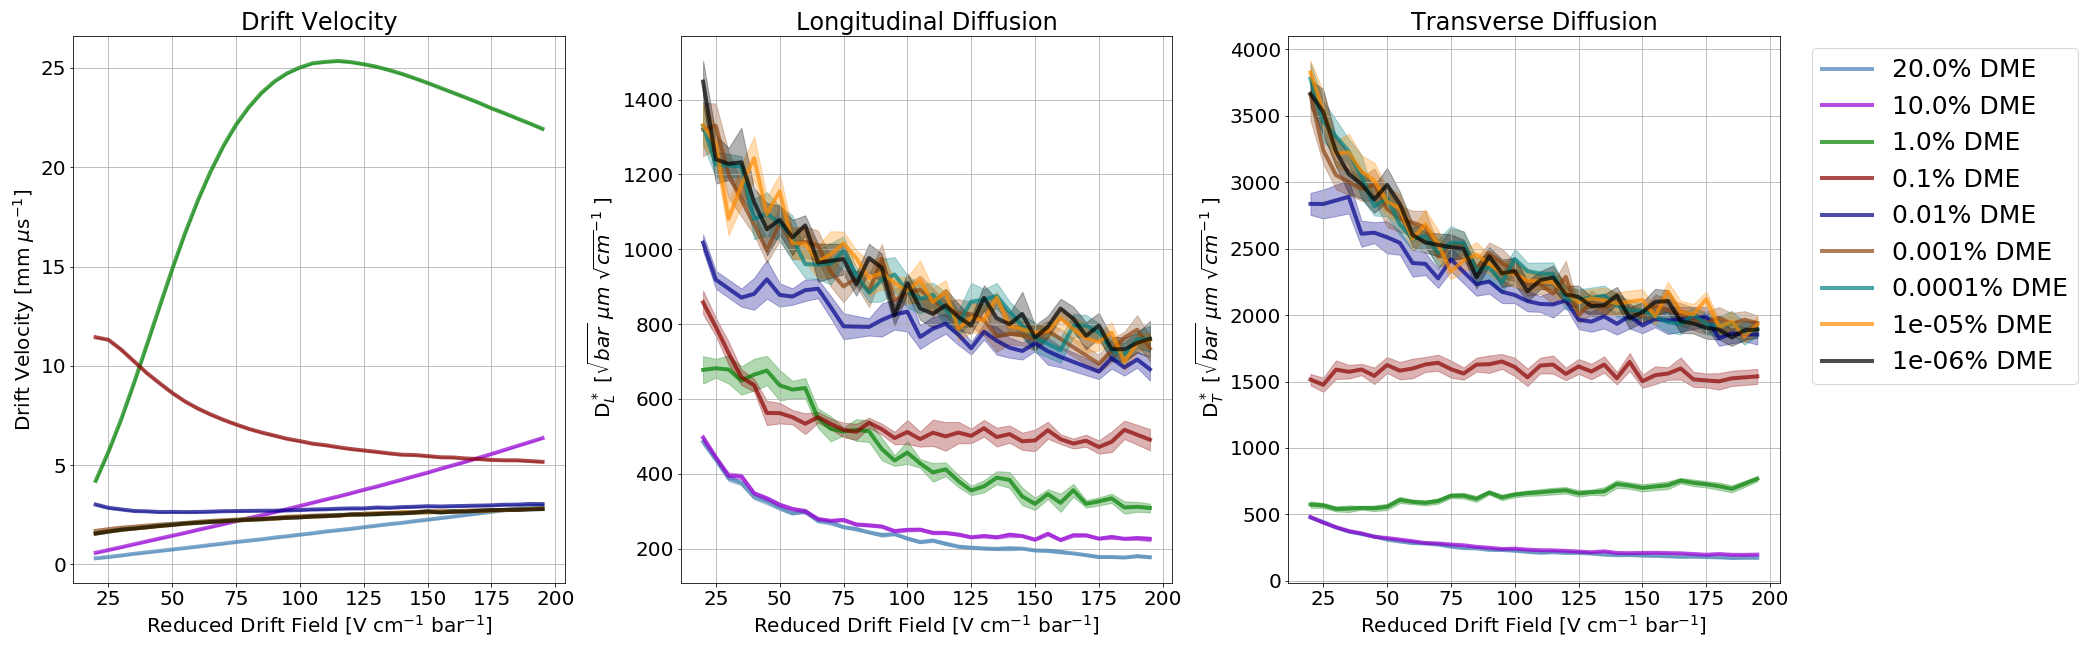 Drift Velocity
Longitudinal Diffusion
Transverse Diffusion
Drift Velocity [mm μs⁻¹]
25
20
15
10
5
0
25 50 75 100 125 150 175 200
Reduced Drift Field [V cm⁻¹ bar⁻¹]
D_L^* [√bar μm √cm⁻¹ ]
1400
1200
1000
800
600
400
200
25 50 75 100 125 150 175 200
Reduced Drift Field [V cm⁻¹ bar⁻¹]
D_T^* [√bar μm √cm⁻¹ ]
4000
3500
3000
2500
2000
1500
1000
500
0
25 50 75 100 125 150 175 200
Reduced Drift Field [V cm⁻¹ bar⁻¹]
20.0% DME
10.0% DME
1.0% DME
0.1% DME
0.01% DME
0.001% DME
0.0001% DME
1e-05% DME
1e-06% DME